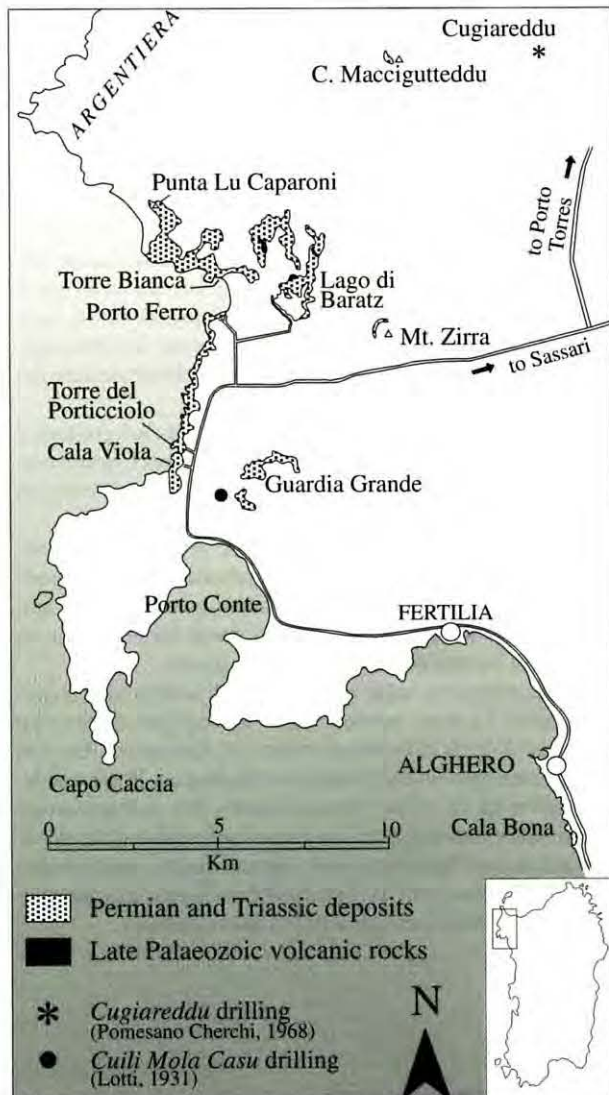 Cugiareddu
C. Maccigutteddu
ARGENTIERA
Punta Lu Caparoni
to Porto
Torres
Torre Bianca
Lago di
Baratz
Porto Ferro
Mt. Zirra
to Sassari
Torre del
Porticciolo
Cala Viola
Guardia Grande
Porto Conte
FERTILIA
ALGHERO
Capo Caccia
Cala Bona
0 5 10
Km
Permian and Triassic deposits
Late Palaeozoic volcanic rocks
Cugiareddu drilling
(Pomesano Cherchi, 1968)
N
Cuili Mola Casu drilling
(Lotti, 1931)